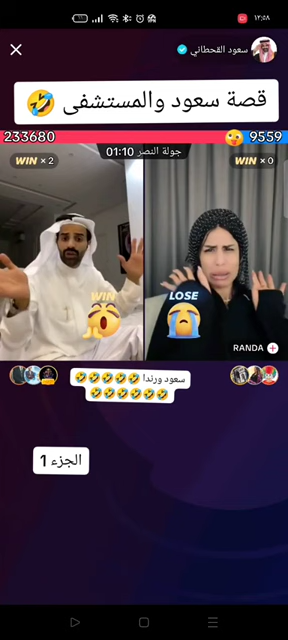 ١٢:٥٨
سعود القحطاني
قصة سعود والمستشفى 🤣
233680
9559
WIN × 2
جولة النصر 01:10
WIN × 0
WIN
LOSE
RANDA
سعود ورندا 🤣🤣🤣🤣🤣
🤣🤣🤣🤣🤣🤣
الجزء 1